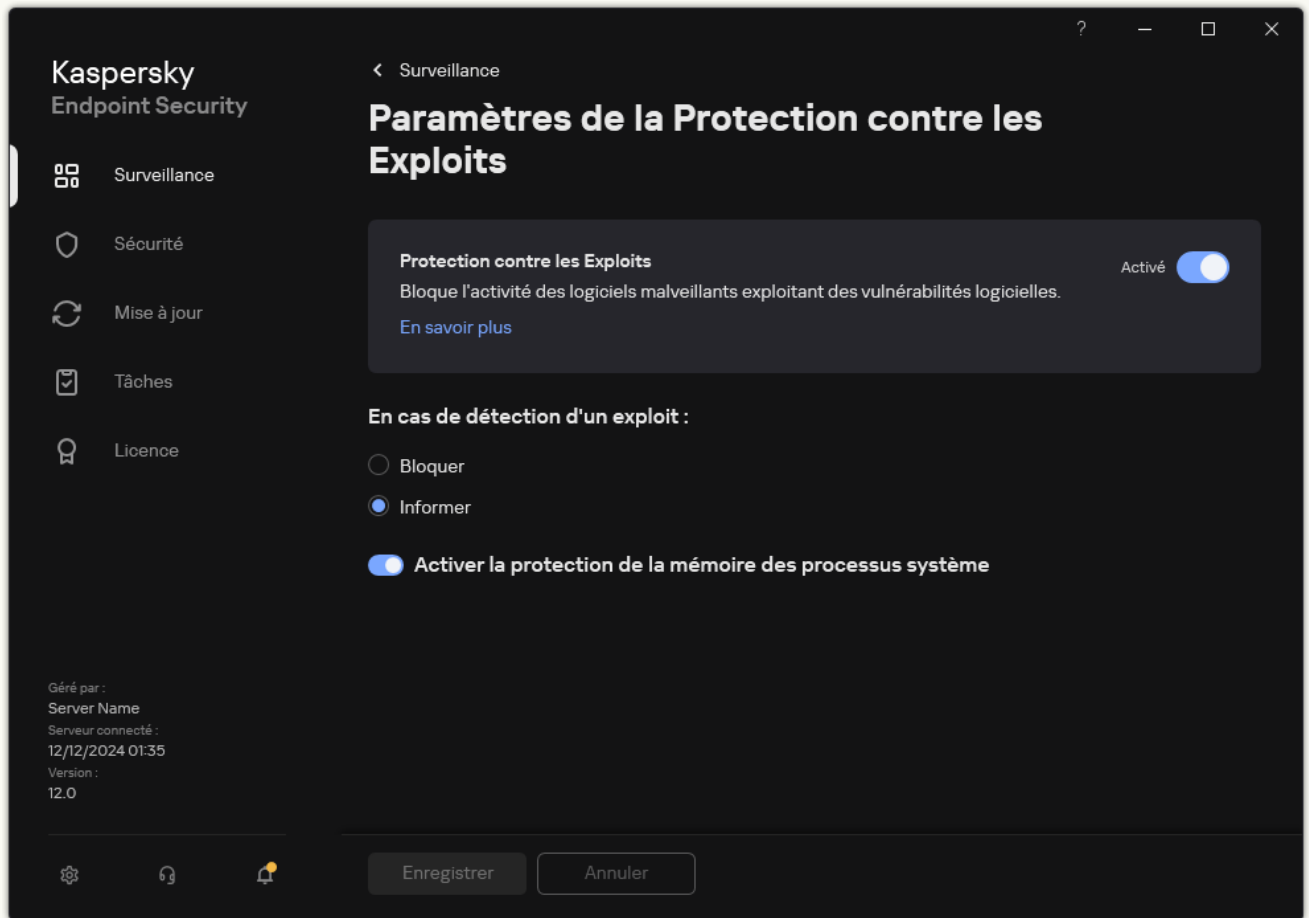 ?
Kaspersky
Endpoint Security
Surveillance
Sécurité
Mise à jour
Tâches
Licence
Géré par :
Server Name
Serveur connecté :
12/12/2024 01:35
Version :
12.0
Surveillance
Paramètres de la Protection contre les
Exploits
Protection contre les Exploits
Activé
Bloque l'activité des logiciels malveillants exploitant des vulnérabilités logicielles.
En savoir plus
En cas de détection d'un exploit :
Bloquer
Informer
Activer la protection de la mémoire des processus système
Enregistrer
Annuler